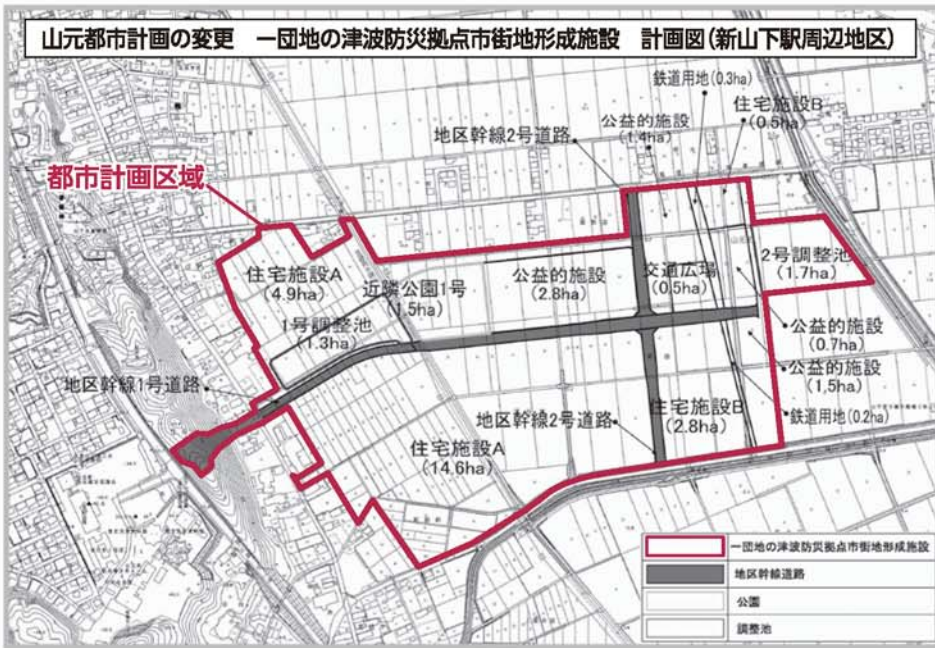 山元都市計画の変更 一団地の津波防災拠点市街地形成施設 計画図(新山下駅周辺地区)
鉄道用地(0.3ha)
住宅施設B
(0.5ha)
公益的施設
(1.4ha)
地区幹線2号道路
都市計画区域
住宅施設A
(4.9ha)
近隣公園1号
(1.5ha)
公益的施設
(2.8ha)
交通広場
(0.5ha)
2号調整池
(1.7ha)
1号調整池
(1.3ha)
公益的施設
(0.7ha)
公益的施設
(1.5ha)
地区幹線1号道路
鉄道用地(0.2ha)
地区幹線2号道路
住宅施設B
(2.8ha)
住宅施設A
(14.6ha)
一団地の津波防災拠点市街地形成施設
地区幹線道路
公園
調整池